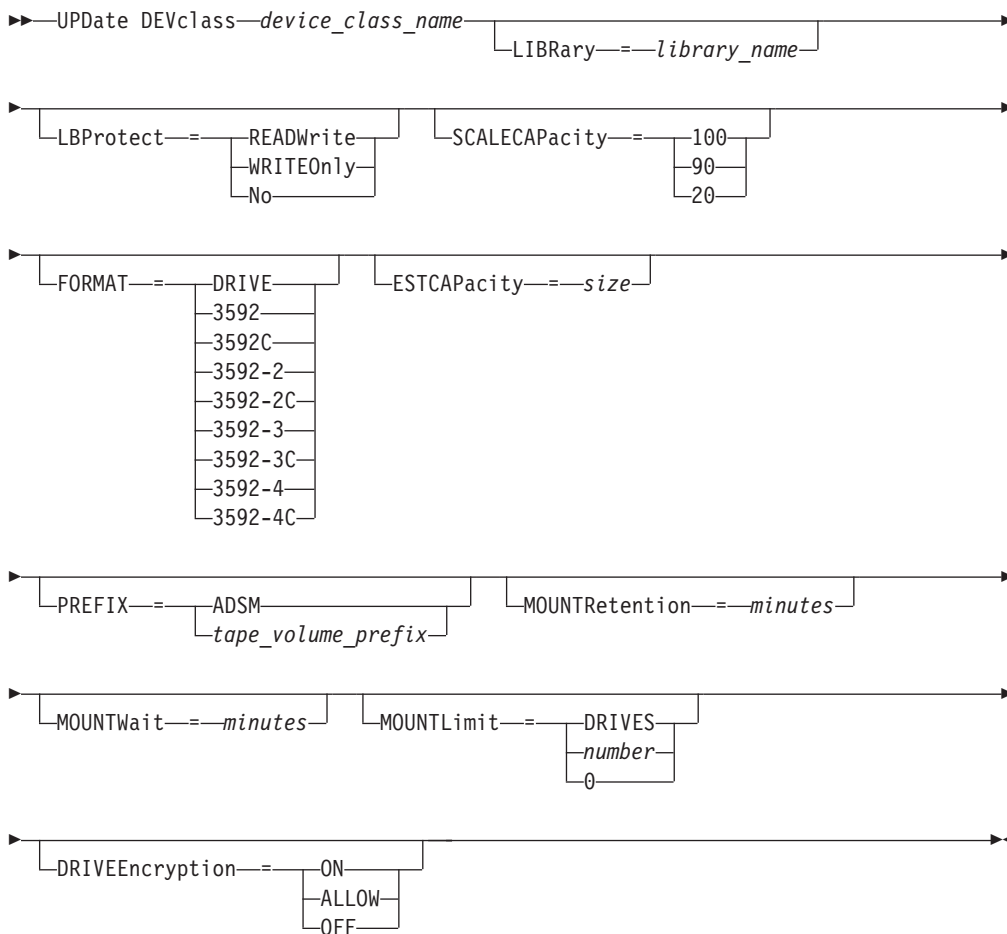 UPDate DEVclass device_class_name
LIBRary = library_name
LBProtect = READWrite
WRITEOnly
No
SCALECAPacity = 100
90
20
FORMAT = DRIVE
3592
3592C
3592-2
3592-2C
3592-3
3592-3C
3592-4
3592-4C
ESTCAPacity = size
PREFIX = ADSM
tape_volume_prefix
MOUNTRetention = minutes
MOUNTWait = minutes
MOUNTLimit = DRIVES
number
0
DRIVEEncryption = ON
ALLOW
OFF